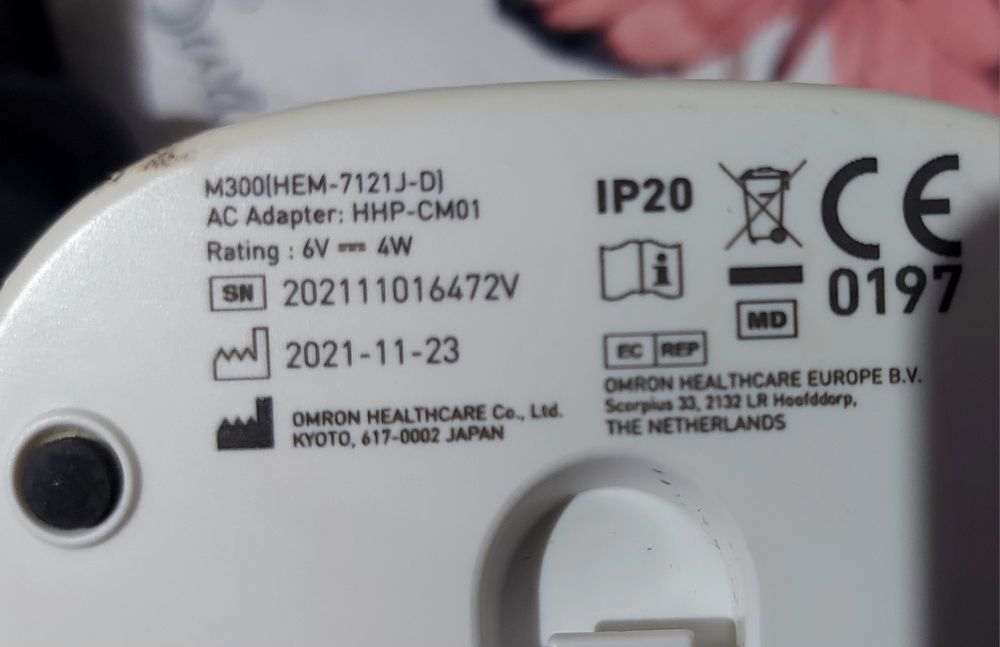 M300(HEM-7121J-D)
AC Adapter: HHP-CM01
Rating : 6V ⎓ 4W
SN 202111016472V
2021-11-23
OMRON HEALTHCARE Co., Ltd.
KYOTO, 617-0002 JAPAN
IP20
CE
0197
i
MD
EC REP
OMRON HEALTHCARE EUROPE B.V.
Scorpius 33, 2132 LR Hoofddorp,
THE NETHERLANDS